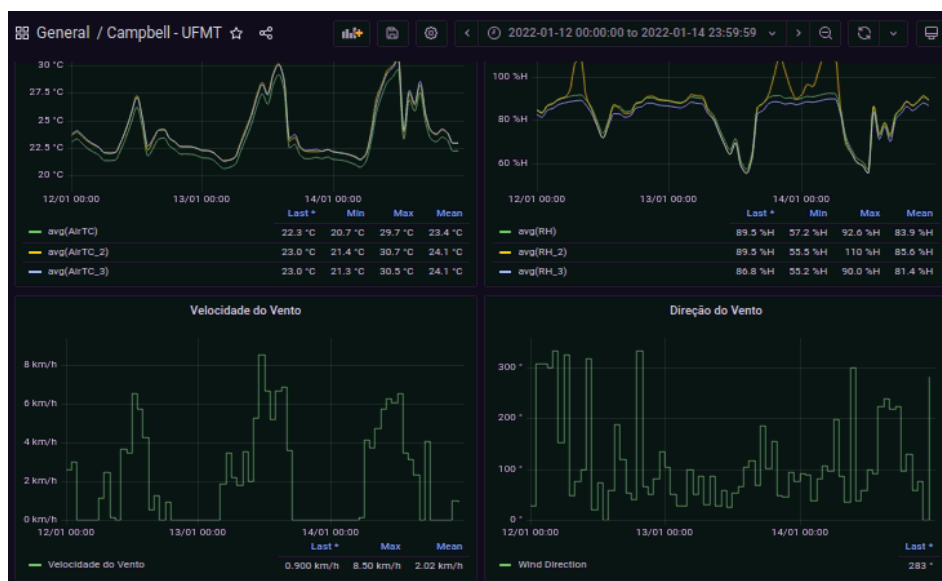 General / Campbell - UFMT
2022-01-12 00:00:00 to 2022-01-14 23:59:59
30 °C
27.5 °C
25 °C
22.5 °C
20 °C
12/01 00:00 13/01 00:00 14/01 00:00
Last * Min Max Mean
avg(AirTC) 22.3 °C 20.7 °C 29.7 °C 23.4 °C
avg(AirTC_2) 23.0 °C 21.4 °C 30.7 °C 24.1 °C
avg(AirTC_3) 23.0 °C 21.3 °C 30.5 °C 24.1 °C
100 %H
80 %H
60 %H
12/01 00:00 13/01 00:00 14/01 00:00
Last * Min Max Mean
avg(RH) 89.5 %H 57.2 %H 92.6 %H 83.9 %H
avg(RH_2) 89.5 %H 55.5 %H 110 %H 85.6 %H
avg(RH_3) 86.8 %H 55.2 %H 90.0 %H 81.4 %H
Velocidade do Vento
8 km/h
6 km/h
4 km/h
2 km/h
0 km/h
12/01 00:00 13/01 00:00 14/01 00:00
Last * Max Mean
Velocidade do Vento 0.900 km/h 8.50 km/h 2.02 km/h
Direção do Vento
300 °
200 °
100 °
0 °
12/01 00:00 13/01 00:00 14/01 00:00
Last *
Wind Direction 283 °